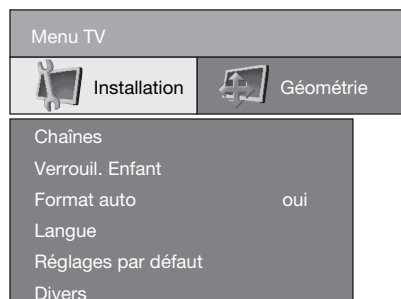 Menu TV
Installation Géométrie
Chaînes
Verrouil. Enfant
Format auto oui
Langue
Réglages par défaut
Divers